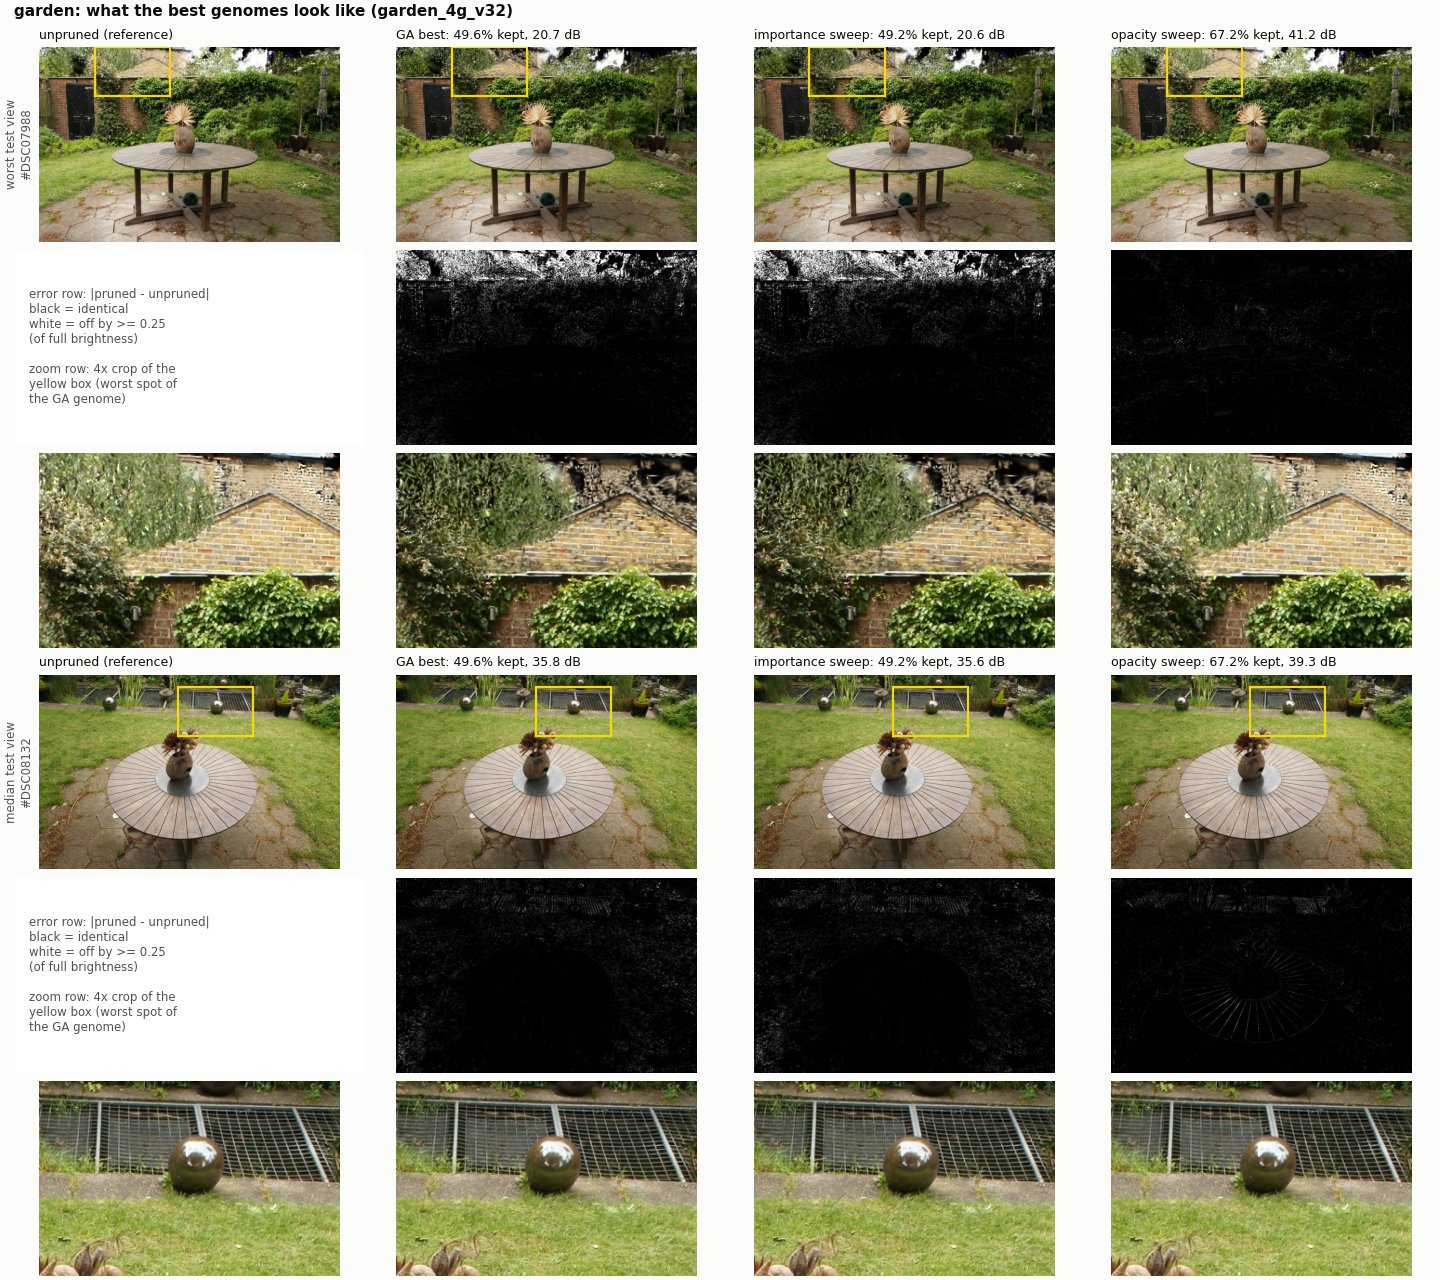 garden: what the best genomes look like (garden_4g_v32)
unpruned (reference)
GA best: 49.6% kept, 20.7 dB
importance sweep: 49.2% kept, 20.6 dB
opacity sweep: 67.2% kept, 41.2 dB
worst test view
#DSC07988
error row: |pruned - unpruned|
black = identical
white = off by >= 0.25
(of full brightness)
zoom row: 4x crop of the
yellow box (worst spot of
the GA genome)
unpruned (reference)
GA best: 49.6% kept, 35.8 dB
importance sweep: 49.2% kept, 35.6 dB
opacity sweep: 67.2% kept, 39.3 dB
median test view
#DSC08132
error row: |pruned - unpruned|
black = identical
white = off by >= 0.25
(of full brightness)
zoom row: 4x crop of the
yellow box (worst spot of
the GA genome)